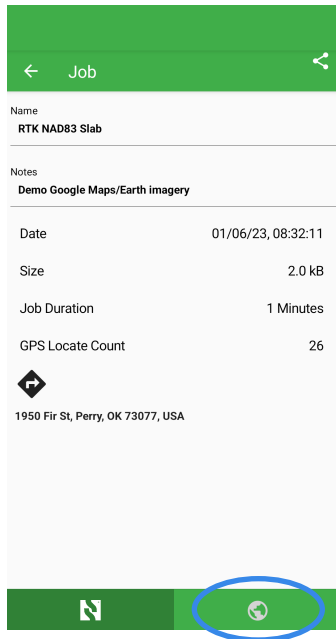 Job
Name
RTK NAD83 Slab
Notes
Demo Google Maps/Earth imagery
Date 01/06/23, 08:32:11
Size 2.0 kB
Job Duration 1 Minutes
GPS Locate Count 26
1950 Fir St, Perry, OK 73077, USA